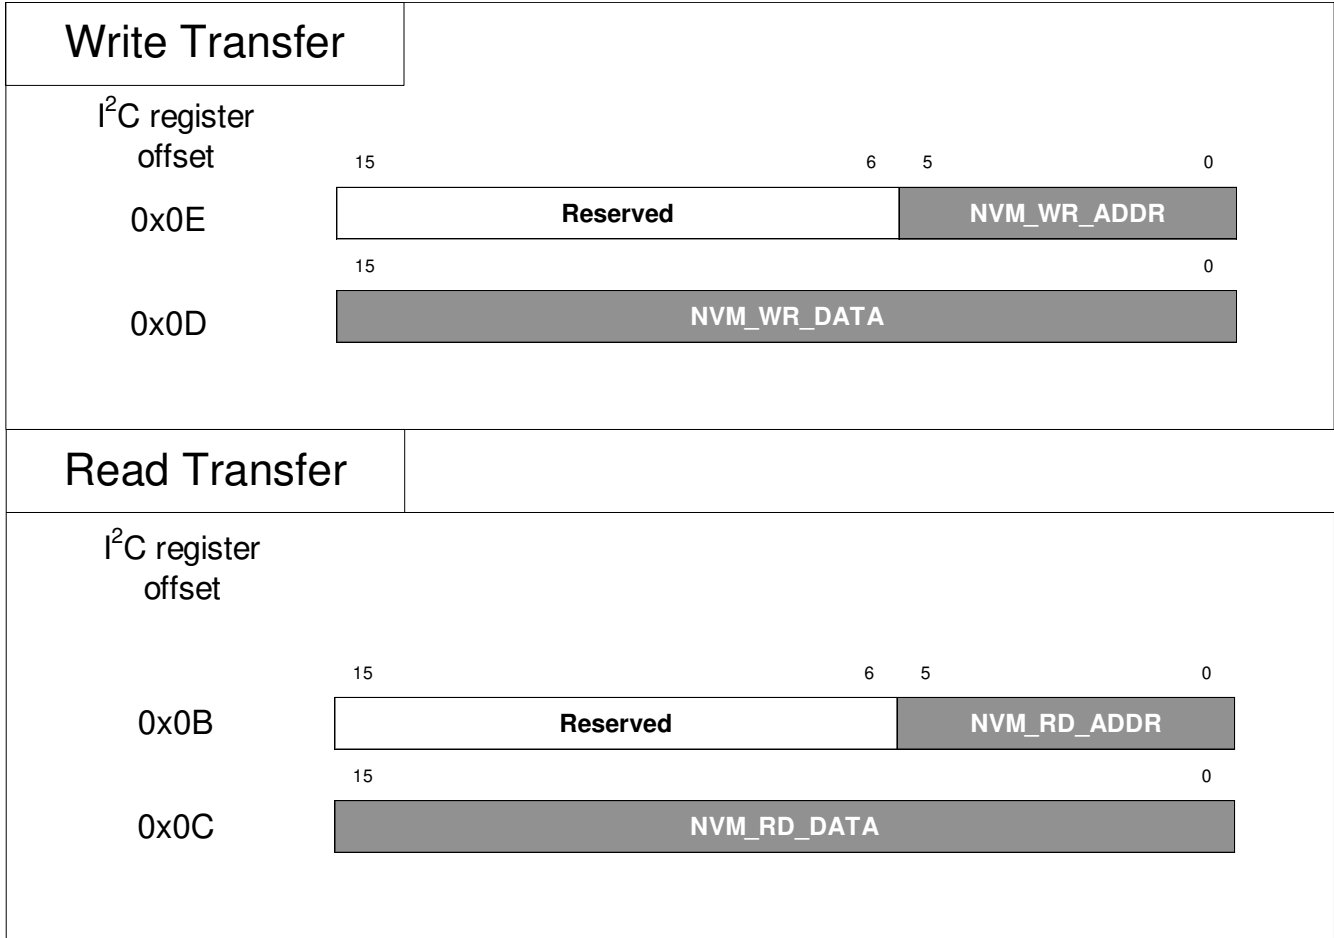 Write Transfer
I²C register
offset
15 6 5 0
0x0E Reserved NVM_WR_ADDR
15 0
0x0D NVM_WR_DATA
Read Transfer
I²C register
offset
15 6 5 0
0x0B Reserved NVM_RD_ADDR
15 0
0x0C NVM_RD_DATA